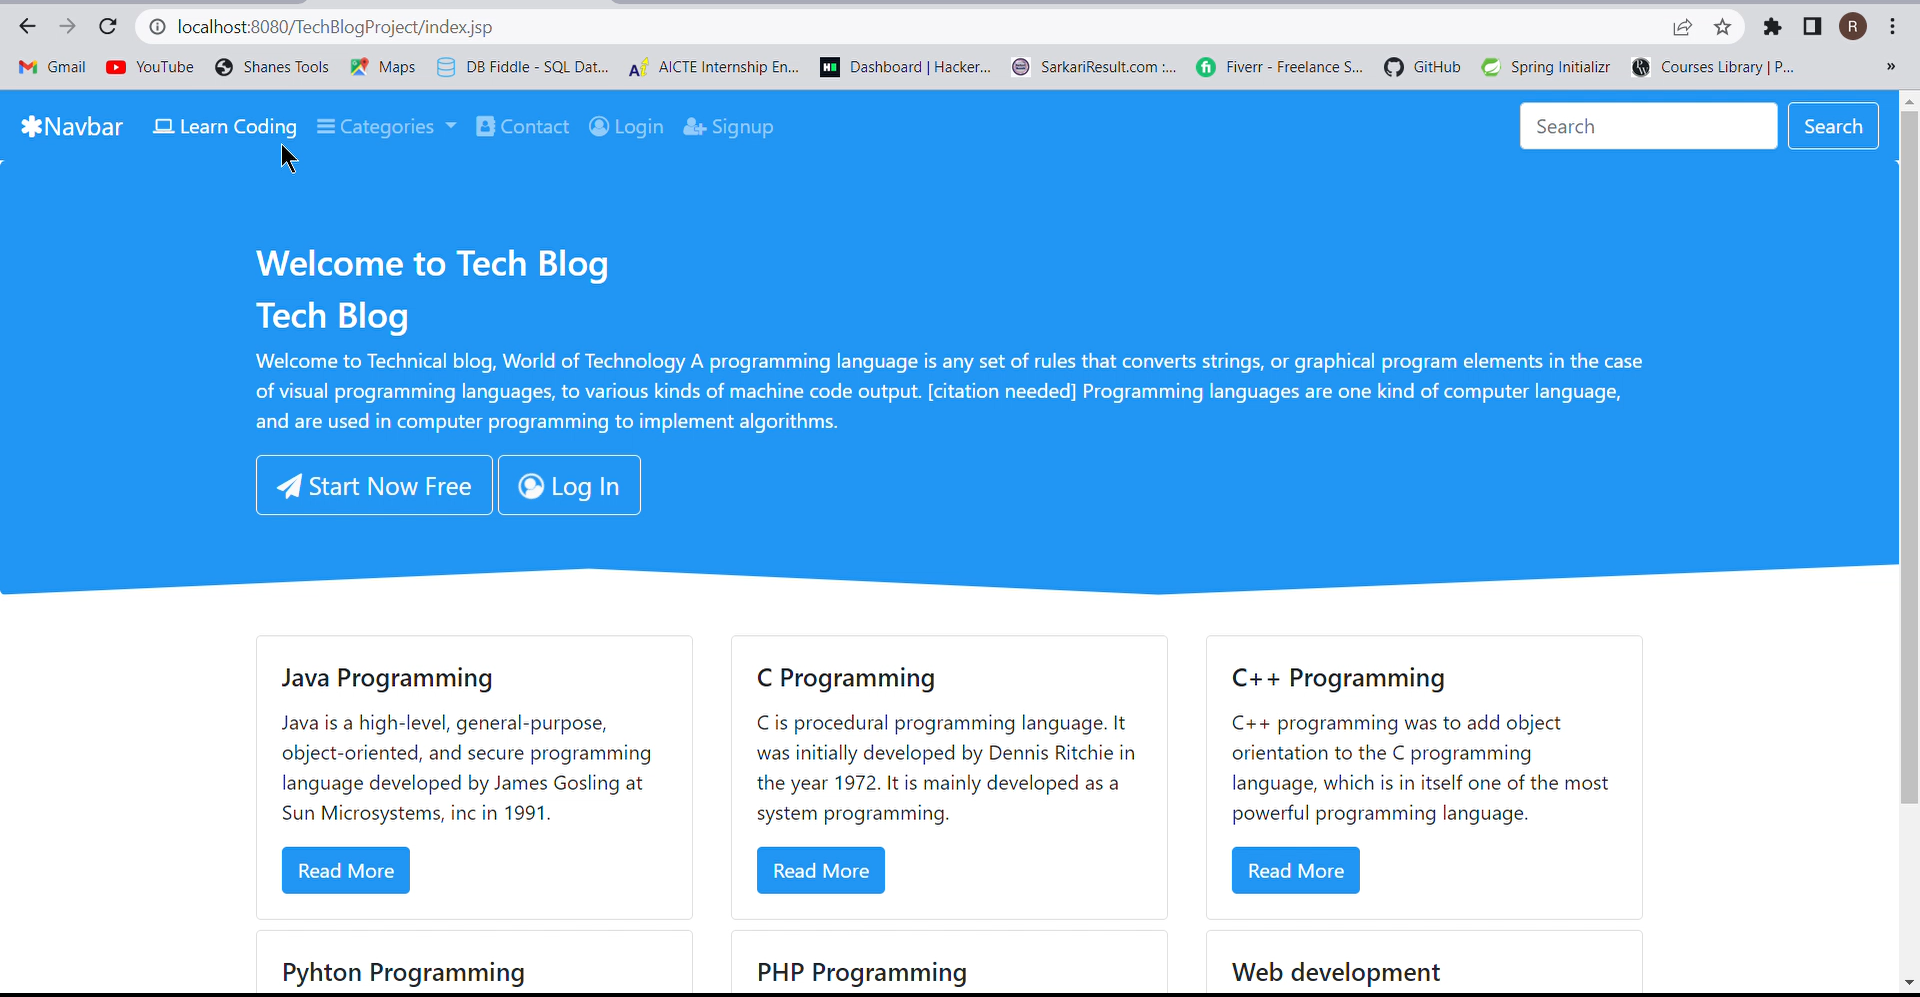 localhost:8080/TechBlogProject/index.jsp
R
Gmail YouTube Shanes Tools Maps DB Fiddle - SQL Dat... AICTE Internship En... Dashboard | Hacker... SarkariResult.com :... Fiverr - Freelance S... GitHub Spring Initializr Courses Library | P... »
Navbar Learn Coding Categories Contact Login Signup Search Search
Welcome to Tech Blog
Tech Blog
Welcome to Technical blog, World of Technology A programming language is any set of rules that converts strings, or graphical program elements in the case
of visual programming languages, to various kinds of machine code output. [citation needed] Programming languages are one kind of computer language,
and are used in computer programming to implement algorithms.
Start Now Free Log In
Java Programming
Java is a high-level, general-purpose,
object-oriented, and secure programming
language developed by James Gosling at
Sun Microsystems, inc in 1991.
Read More
C Programming
C is procedural programming language. It
was initially developed by Dennis Ritchie in
the year 1972. It is mainly developed as a
system programming.
Read More
C++ Programming
C++ programming was to add object
orientation to the C programming
language, which is in itself one of the most
powerful programming language.
Read More
Pyhton Programming
PHP Programming
Web development